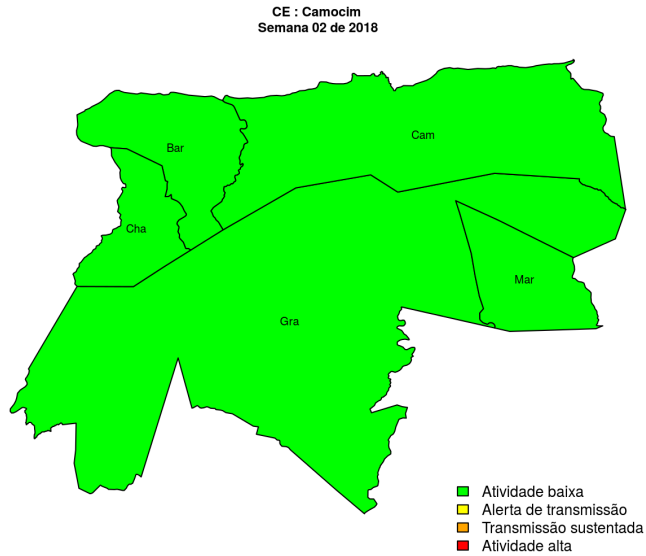 CE : Camocim
Semana 02 de 2018
Bar
Cam
Cha
Mar
Gra
Atividade baixa
Alerta de transmissão
Transmissão sustentada
Atividade alta